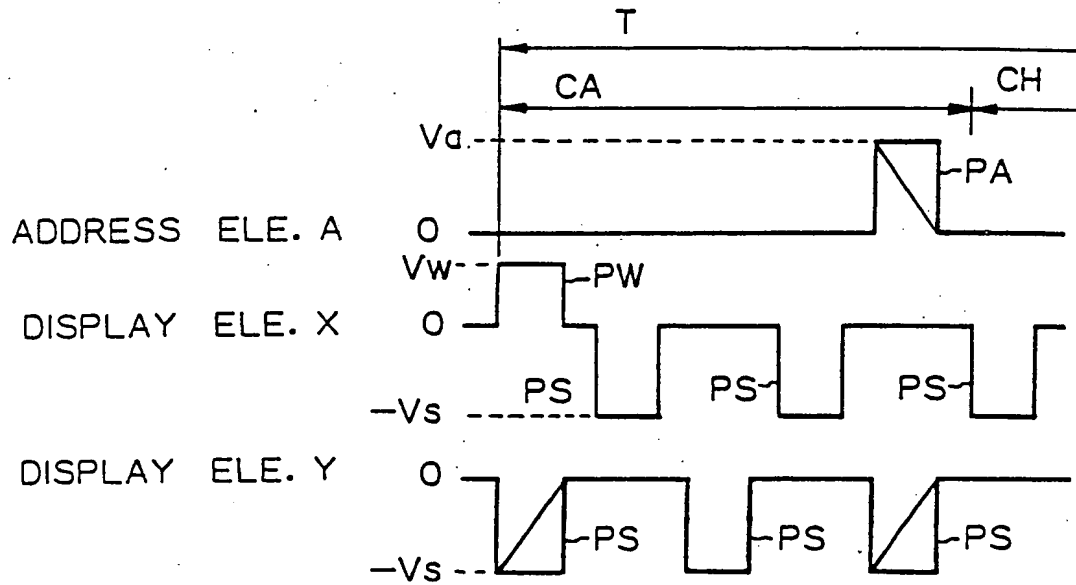 T
CA CH
Va
PA
ADDRESS ELE. A 0
Vw PW
DISPLAY ELE. X 0
PS PS PS
-Vs
DISPLAY ELE. Y 0
PS PS PS
-Vs